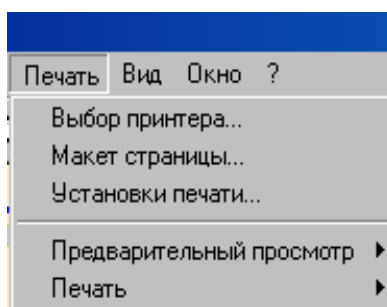 Печать Вид Окно ?
Выбор принтера...
Макет страницы...
Установки печати...
Предварительный просмотр
Печать